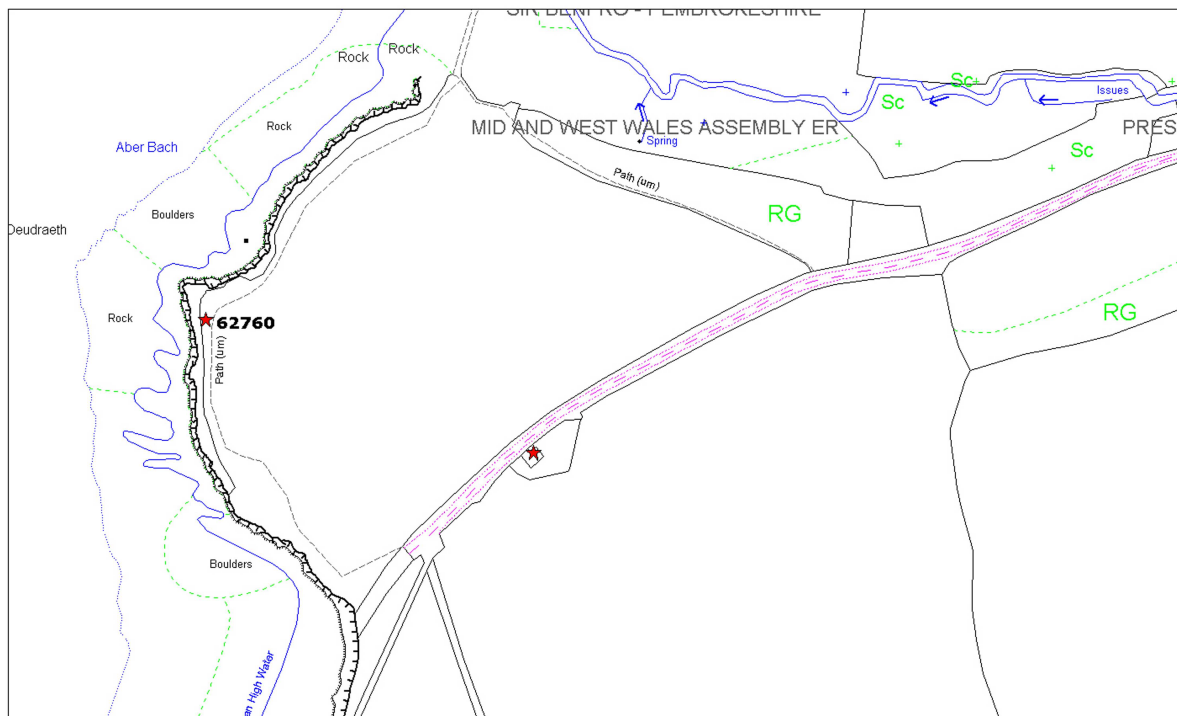 SIR BENFRO - PEMBROKESHIRE
Rock
Rock
Sc
Issues
Sc
Rock
MID AND WEST WALES ASSEMBLY ER
PRES
Spring
Aber Bach
Sc
Path (um)
Boulders
RG
Deudraeth
RG
Rock
62760
Path (um)
Boulders
an High Water